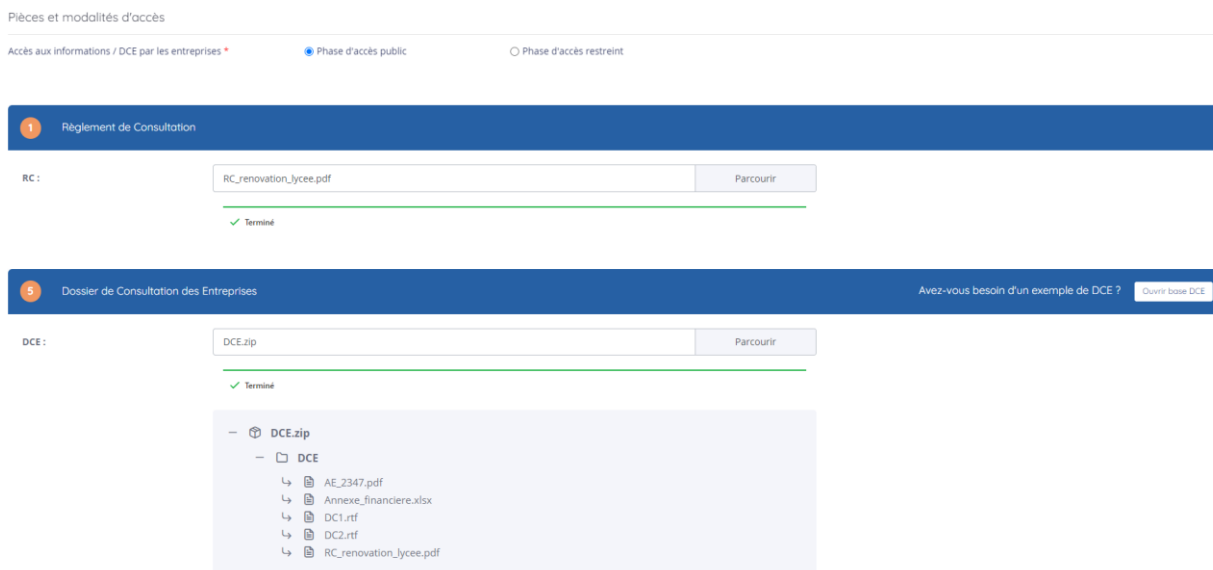 Pièces et modalités d'accès
Accès aux informations / DCE par les entreprises * Phase d'accès public Phase d'accès restreint
1 Règlement de Consultation
RC : RC_renovation_lycee.pdf Parcourir
Terminé
5 Dossier de Consultation des Entreprises Avez-vous besoin d'un exemple de DCE ? Ouvrir base DCE
DCE : DCE.zip Parcourir
Terminé
DCE.zip
DCE
AE_2347.pdf
Annexe_financiere.xlsx
DC1.rtf
DC2.rtf
RC_renovation_lycee.pdf